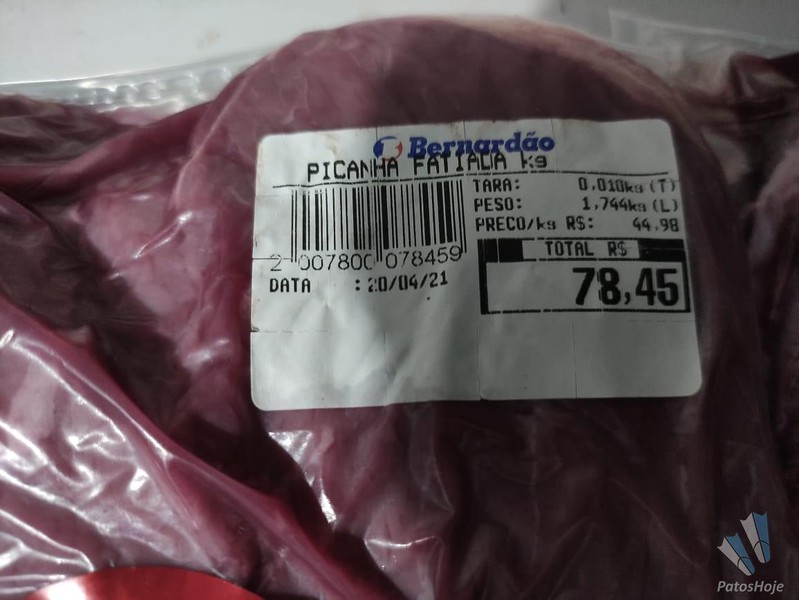 Bernardão
PICANHA FATIADA kg
TARA: 0,010kg (T)
PESO: 1,744kg (L)
PRECO/kg R$: 44,98
2 007800 078459
DATA : 20/04/21
TOTAL R$
78,45
PatosHoje